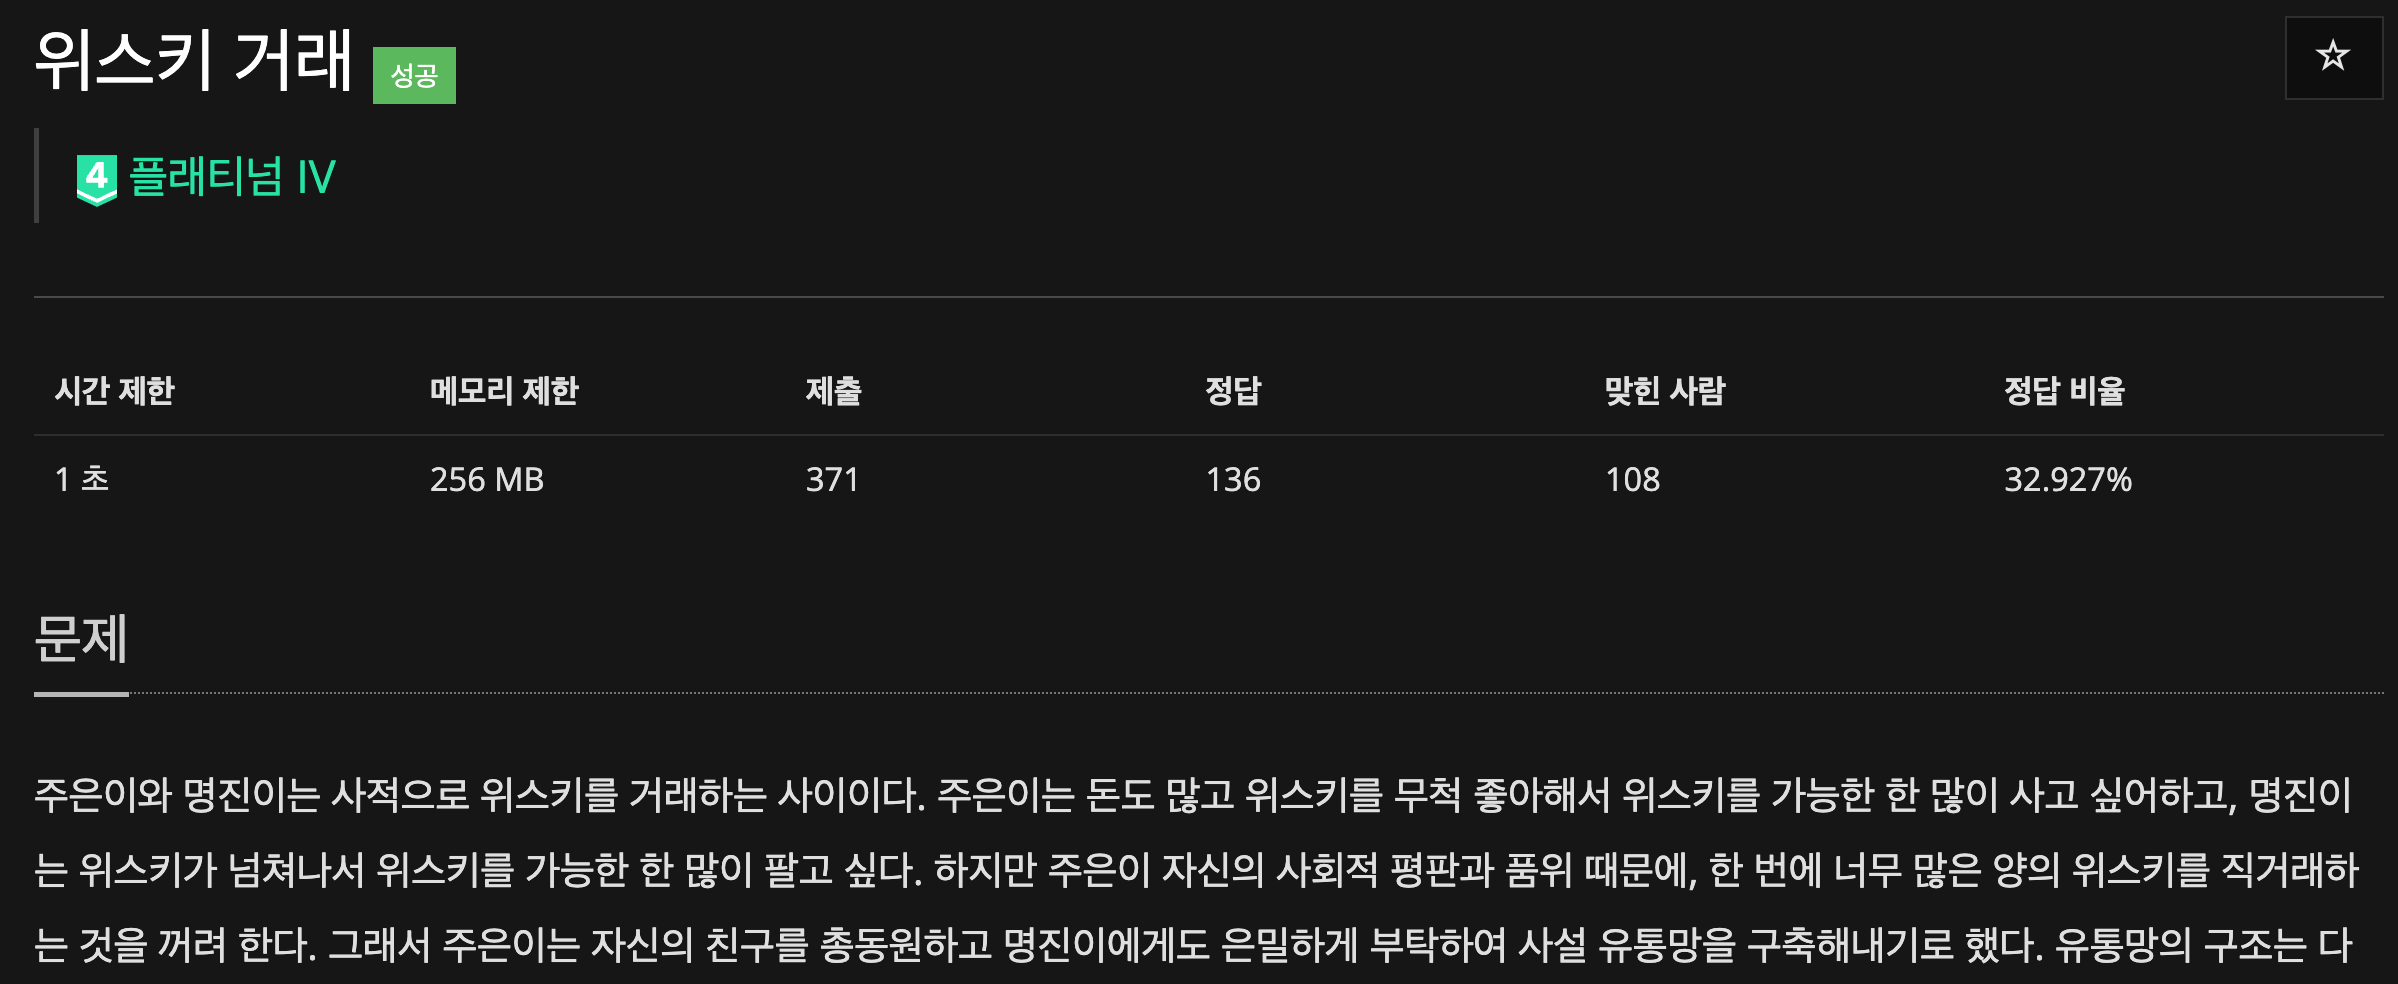 위스키 거래 성공
4 플래티넘 IV
시간 제한 메모리 제한 제출 정답 맞힌 사람 정답 비율
1 초 256 MB 371 136 108 32.927%
문제
주은이와 명진이는 사적으로 위스키를 거래하는 사이이다. 주은이는 돈도 많고 위스키를 무척 좋아해서 위스키를 가능한 한 많이 사고 싶어하고, 명진이
는 위스키가 넘쳐나서 위스키를 가능한 한 많이 팔고 싶다. 하지만 주은이 자신의 사회적 평판과 품위 때문에, 한 번에 너무 많은 양의 위스키를 직거래하
는 것을 꺼려 한다. 그래서 주은이는 자신의 친구를 총동원하고 명진이에게도 은밀하게 부탁하여 사설 유통망을 구축해내기로 했다. 유통망의 구조는 다